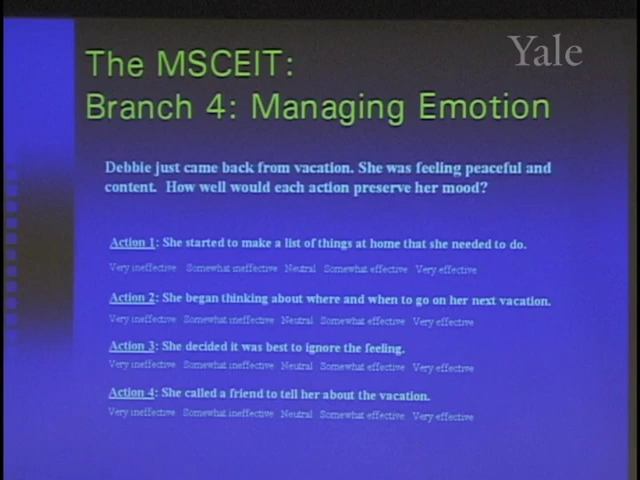 Yale
The MSCEIT:
Branch 4: Managing Emotion
Debbie just came back from vacation. She was feeling peaceful and
content. How well would each action preserve her mood?
Action 1: She started to make a list of things at home that she needed to do.
Very ineffective Somewhat ineffective Neutral Somewhat effective Very effective
Action 2: She began thinking about where and when to go on her next vacation.
Very ineffective Somewhat ineffective Neutral Somewhat effective Very effective
Action 3: She decided it was best to ignore the feeling.
Very ineffective Somewhat ineffective Neutral Somewhat effective Very effective
Action 4: She called a friend to tell her about the vacation.
Very ineffective Somewhat ineffective Neutral Somewhat effective Very effective